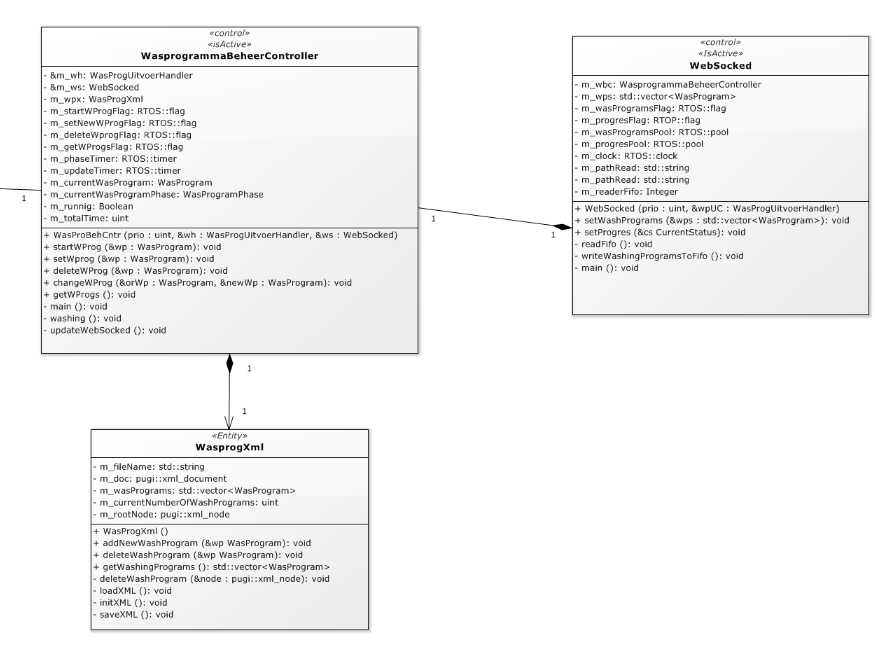 «control»
«isActive»
WasprogrammaBeheerController
- &m_wh: WasProgUitvoerHandler
- &m_ws: WebSocked
- m_wpx: WasProgXml
- m_startWProgFlag: RTOS::flag
- m_setNewWProgFlag: RTOS::flag
- m_deleteWprogFlag: RTOS::flag
- m_getWProgsFlag: RTOS::flag
- m_phaseTimer: RTOS::timer
- m_updateTimer: RTOS::timer
- m_currentWasProgram: WasProgram
- m_currentWasProgramPhase: WasProgramPhase
- m_runnig: Boolean
- m_totalTime: uint
+ WasProBehCntr (prio : uint, &wh : WasProgUitvoerHandler, &ws : WebSocked)
+ startWProg (&wp : WasProgram): void
+ setWprog (&wp : WasProgram): void
+ deleteWProg (&wp : WasProgram): void
+ changeWProg (&orWp : WasProgram, &newWp : WasProgram): void
+ getWProgs (): void
- main (): void
- washing (): void
- updateWebSocked (): void
1
1
1
«control»
«IsActive»
WebSocked
- m_wbc: WasprogrammaBeheerController
- m_wps: std::vector<WasProgram>
- m_wasProgramsFlag: RTOS::flag
- m_progresFlag: RTOP::flag
- m_wasProgramsPool: RTOS::pool
- m_progresPool: RTOS::pool
- m_clock: RTOS::clock
- m_pathRead: std::string
- m_pathRead: std::string
- m_readerFifo: Integer
+ WebSocked (prio : uint, &wpUC : WasProgUitvoerHandler)
+ setWashPrograms (&wps : std::vector<WasProgram>): void
+ setProgres (&cs CurrentStatus): void
- readFifo (): void
- writeWashingProgramsToFifo (): void
- main (): void
1
1
«Entity»
WasprogXml
- m_fileName: std::string
- m_doc: pugi::xml_document
- m_wasPrograms: std::vector<WasProgram>
- m_currentNumberOfWashPrograms: uint
- m_rootNode: pugi::xml_node
+ WasProgXml ()
+ addNewWashProgram (&wp WasProgram): void
+ deleteWashProgram (&wp WasProgram): void
+ getWashingPrograms (): std::vector<WasProgram>
- deleteWashProgram (&node : pugi::xml_node): void
- loadXML (): void
- initXML (): void
- saveXML (): void